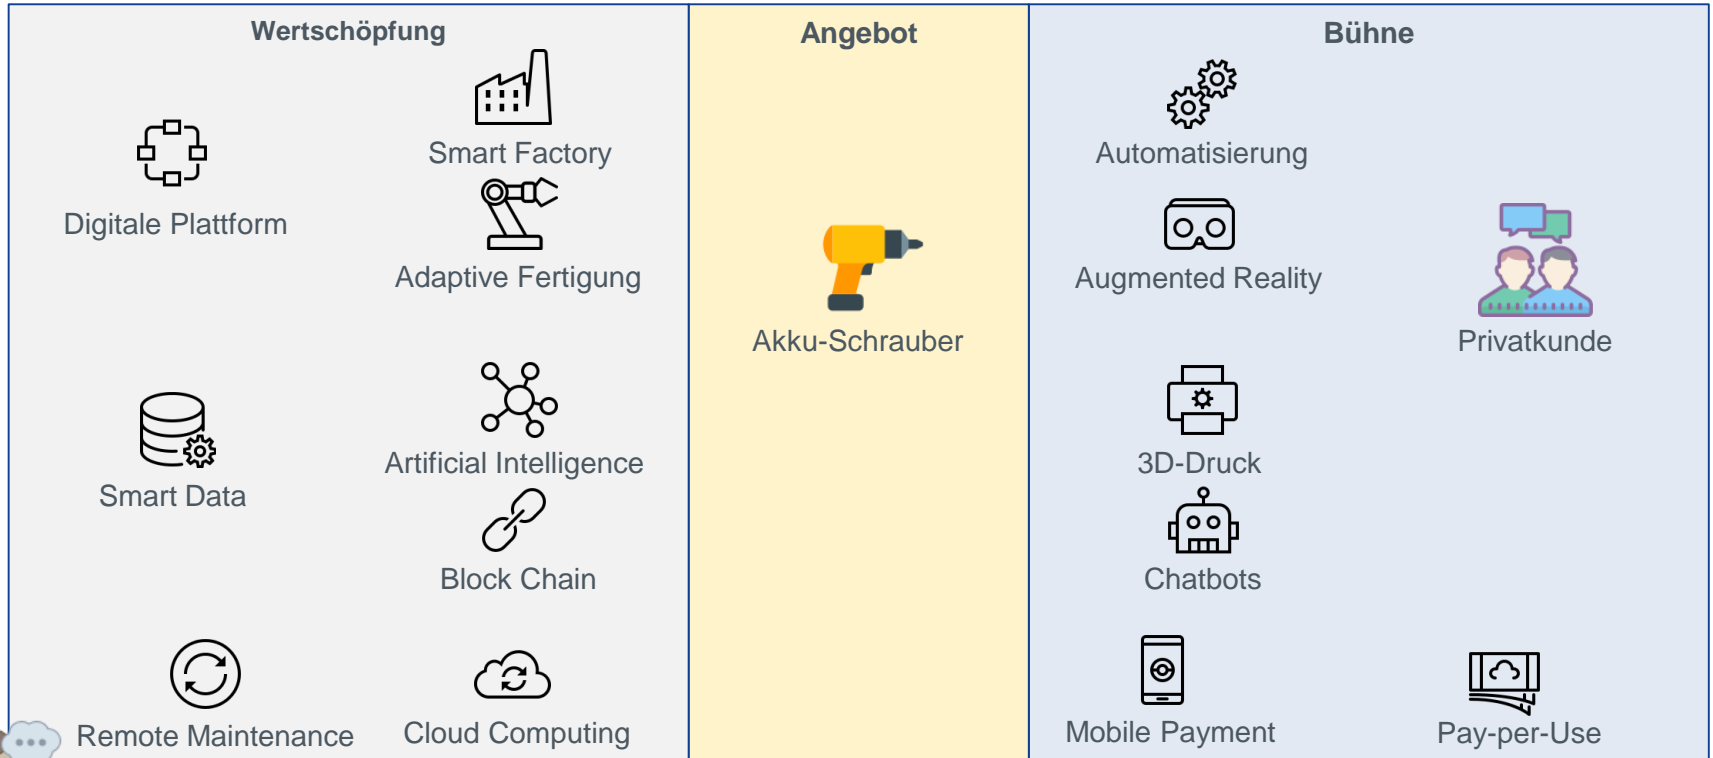 Wertschöpfung
Smart Factory
Digitale Plattform
Adaptive Fertigung
Artificial Intelligence
Smart Data
Block Chain
Remote Maintenance
Cloud Computing
Angebot
Akku-Schrauber
Bühne
Automatisierung
Augmented Reality
Privatkunde
3D-Druck
Chatbots
Mobile Payment
Pay-per-Use